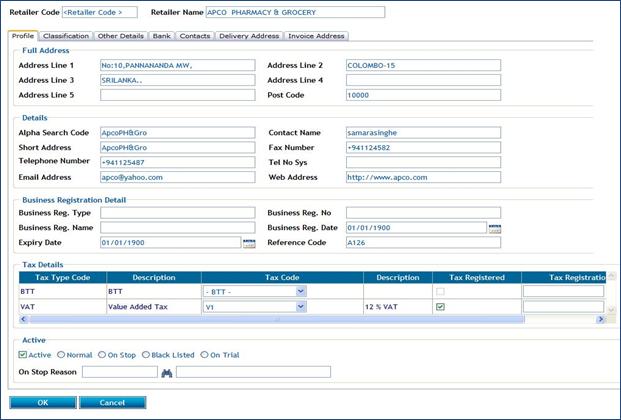 Retailer Code <Retailer Code > Retailer Name APCO PHARMACY & GROCERY
Profile Classification Other Details Bank Contacts Delivery Address Invoice Address
Full Address
Address Line 1 No:10,PANNANANDA MW, Address Line 2 COLOMBO-15
Address Line 3 SRILANKA.. Address Line 4
Address Line 5 Post Code 10000
Details
Alpha Search Code ApcoPH&Gro Contact Name samarasinghe
Short Address ApcoPH&Gro Fax Number +941124582
Telephone Number +941125487 Tel No Sys
Email Address apco@yahoo.com Web Address http://www.apco.com
Business Registration Detail
Business Reg. Type Business Reg. No
Business Reg. Name Business Reg. Date 01/01/1900
Expiry Date 01/01/1900 Reference Code A126
Tax Details
Tax Type Code Description Tax Code Description Tax Registered Tax Registratio
BTT BTT - BTT -
VAT Value Added Tax V1 12 % VAT
Active
Active Normal On Stop Black Listed On Trial
On Stop Reason
OK Cancel